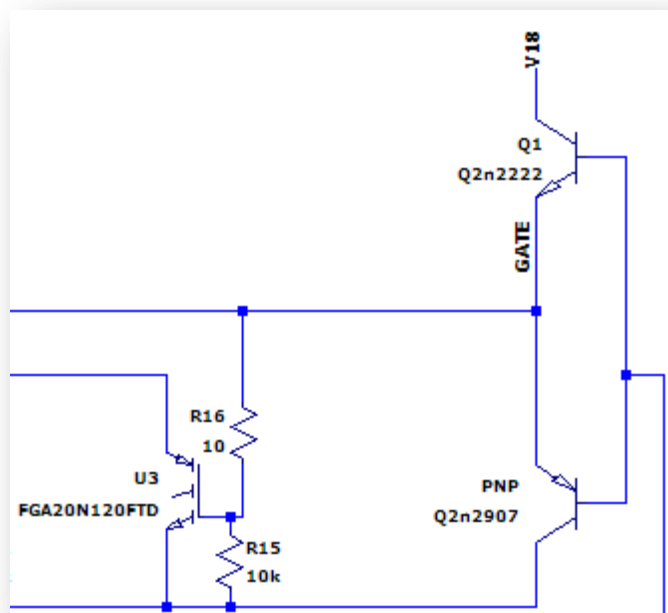 V18
Q1
Q2n2222
GATE
R16
10
U3
FGA20N120FTD
PNP
Q2n2907
R15
10k